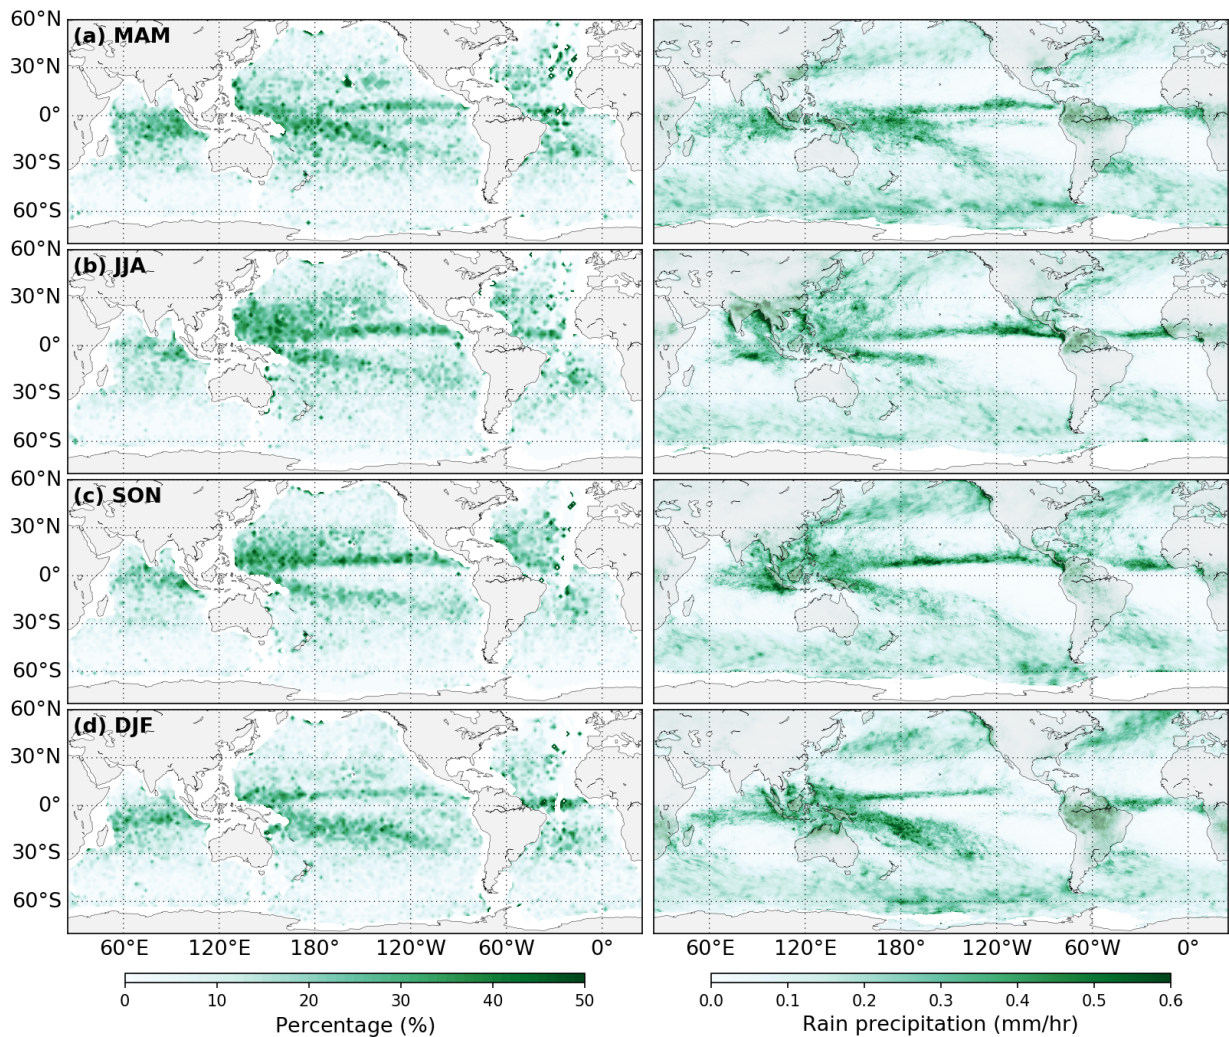 60°N
(a) MAM
30°N
0°
30°S
60°S
60°N
(b) JJA
30°N
0°
30°S
60°S
60°N
(c) SON
30°N
0°
30°S
60°S
60°N
(d) DJF
30°N
0°
30°S
60°S
60°E 120°E 180° 120°W 60°W 0° 60°E 120°E 180° 120°W 60°W 0°
0 10 20 30 40 50 0.0 0.1 0.2 0.3 0.4 0.5 0.6
Percentage (%) Rain precipitation (mm/hr)